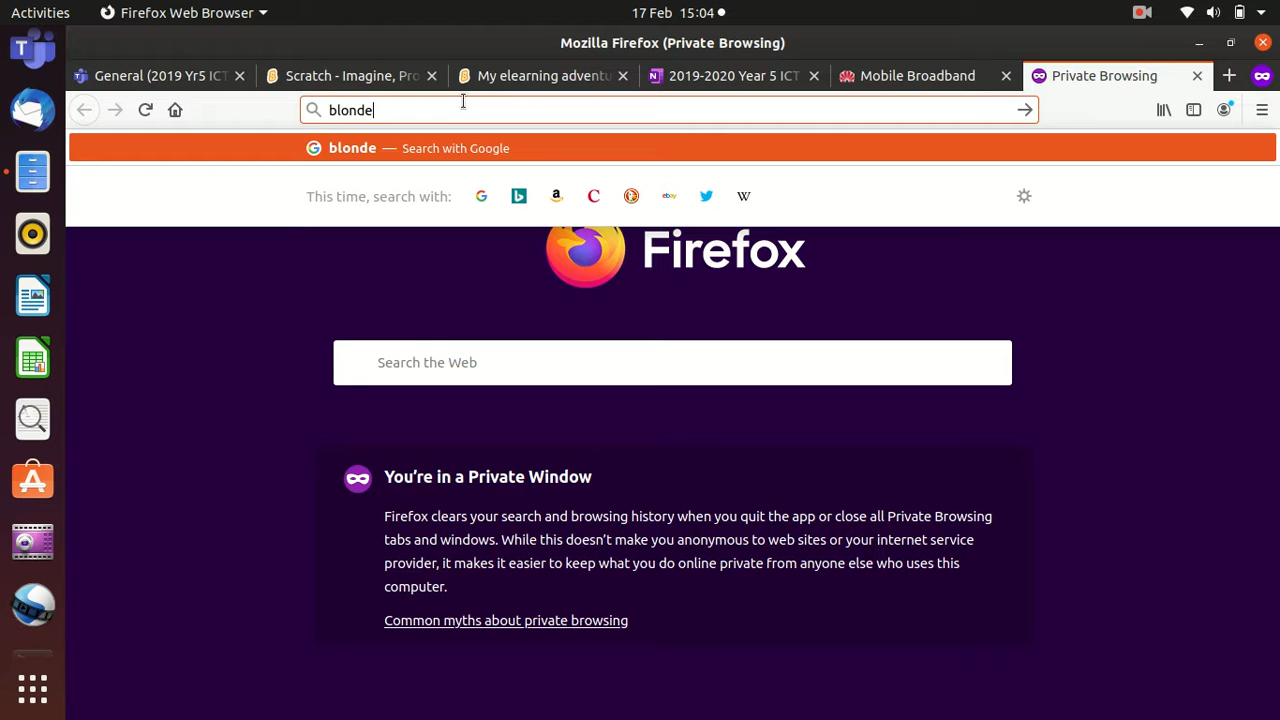 Activities Firefox Web Browser 17 Feb 15:04
Mozilla Firefox (Private Browsing)
General (2019 Yr5 ICT Scratch - Imagine, Pro My elearning adventu 2019-2020 Year 5 ICT Mobile Broadband Private Browsing
blonde
blonde — Search with Google
This time, search with:
Firefox
Search the Web
You're in a Private Window
Firefox clears your search and browsing history when you quit the app or close all Private Browsing
tabs and windows. While this doesn't make you anonymous to web sites or your internet service
provider, it makes it easier to keep what you do online private from anyone else who uses this
computer.
Common myths about private browsing